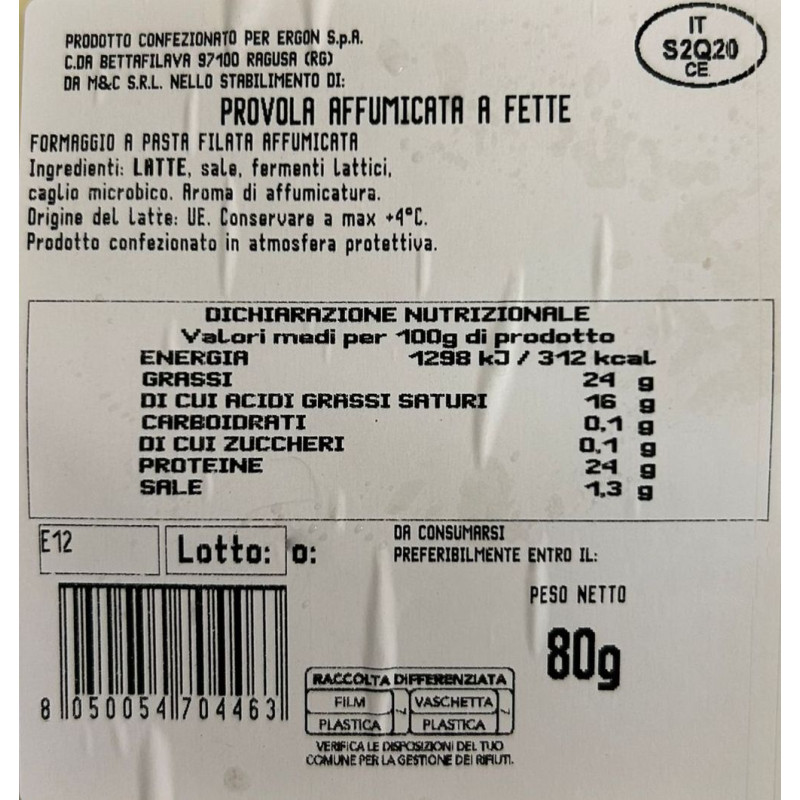 PRODOTTO CONFEZIONATO PER ERGON S.p.A.
C.DA BETTAFILAVA 97100 RAGUSA (RG)
DA M&C S.R.L. NELLO STABILIMENTO DI:
IT
S2Q20
CE
PROVOLA AFFUMICATA A FETTE
FORMAGGIO A PASTA FILATA AFFUMICATA
Ingredienti: LATTE, sale, fermenti lattici,
caglio microbico. Aroma di affumicatura.
Origine del Latte: UE. Conservare a max +4°C.
Prodotto confezionato in atmosfera protettiva.
DICHIARAZIONE NUTRIZIONALE
Valori medi per 100g di prodotto
ENERGIA 1298 kJ / 312 kcal
GRASSI 24 g
DI CUI ACIDI GRASSI SATURI 16 g
CARBOIDRATI 0,1 g
DI CUI ZUCCHERI 0,1 g
PROTEINE 24 g
SALE 1,3 g
E12
Lotto: o:
DA CONSUMARSI
PREFERIBILMENTE ENTRO IL:
PESO NETTO
80g
8 050054 704463
RACCOLTA DIFFERENZIATA
FILM VASCHETTA
PLASTICA PLASTICA
VERIFICA LE DISPOSIZIONI DEL TUO
COMUNE PER LA GESTIONE DEI RIFIUTI.